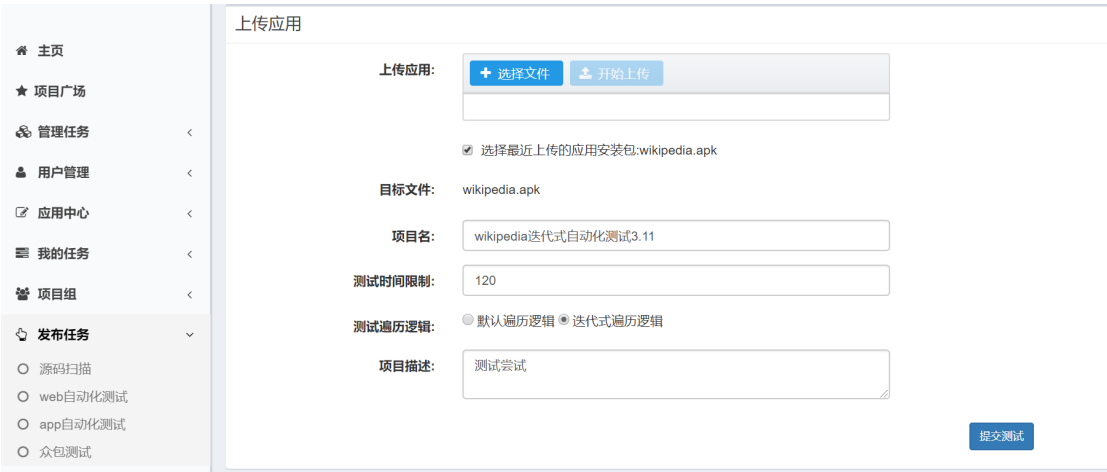 主页
项目广场
管理任务
用户管理
应用中心
我的任务
项目组
发布任务
源码扫描
web自动化测试
app自动化测试
众包测试
上传应用
上传应用:
选择文件 开始上传
选择最近上传的应用安装包:wikipedia.apk
目标文件: wikipedia.apk
项目名: wikipedia迭代式自动化测试3.11
测试时间限制: 120
测试遍历逻辑: 默认遍历逻辑 迭代式遍历逻辑
项目描述: 测试尝试
提交测试